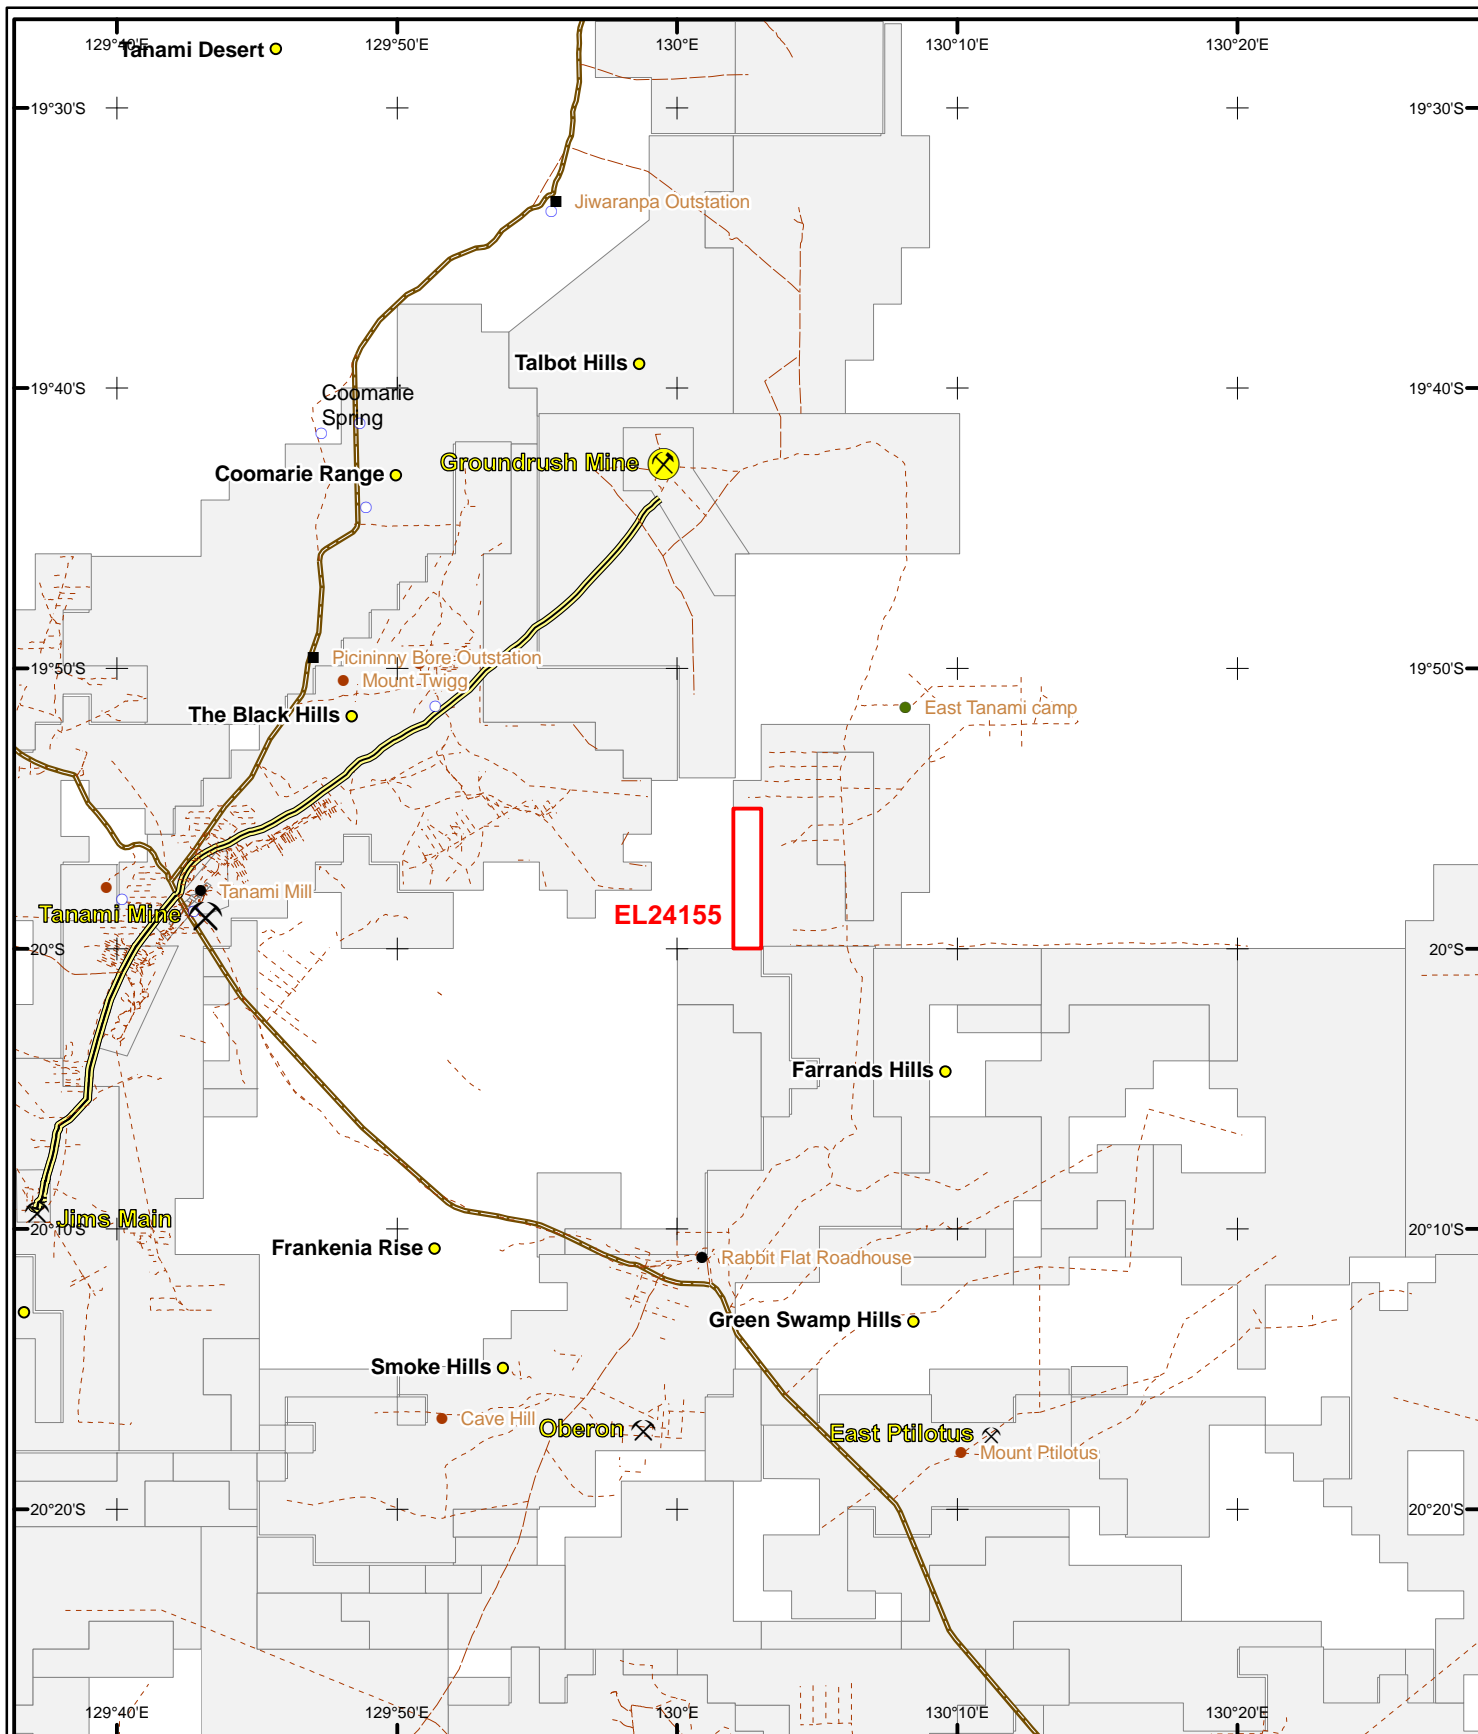 129°40'E
129°50'E
130°E
130°10'E
130°20'E
Tanami Desert
19°30'S
19°30'S
Jiwaranpa Outstation
Talbot Hills
19°40'S
19°40'S
Coomarie
Spring
Groundrush Mine
Coomarie Range
Picininny Bore Outstation
19°50'S
19°50'S
Mount Twigg
East Tanami camp
The Black Hills
Tanami Mill
Tanami Mine
EL24155
20°S
20°S
Farrands Hills
Jims Main
20°10'S
20°10'S
Frankenia Rise
Rabbit Flat Roadhouse
Green Swamp Hills
Smoke Hills
Cave Hill
Oberon
East Ptilotus
Mount Ptilotus
20°20'S
20°20'S
129°40'E
129°50'E
130°E
130°10'E
130°20'E